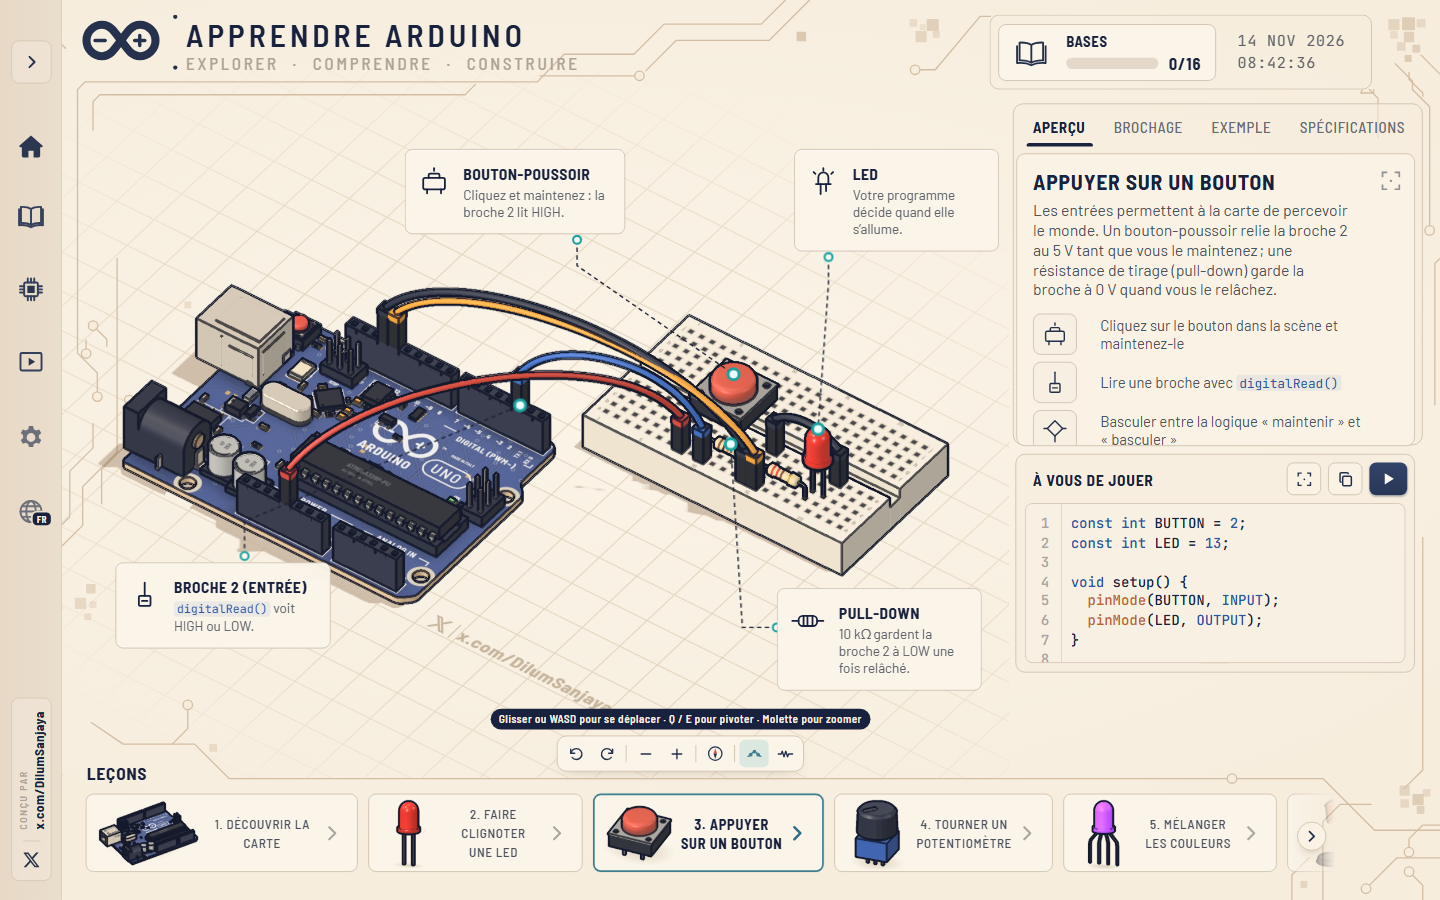 APPRENDRE ARDUINO
EXPLORER · COMPRENDRE · CONSTRUIRE
BASES
0/16
14 NOV 2026
08:42:36
APERÇU
BROCHAGE
EXEMPLE
SPÉCIFICATIONS
APPUYER SUR UN BOUTON
Les entrées permettent à la carte de percevoir
le monde. Un bouton-poussoir relie la broche 2
au 5 V tant que vous le maintenez ; une
résistance de tirage (pull-down) garde la
broche à 0 V quand vous le relâchez.
Cliquez sur le bouton dans la scène et
maintenez-le
Lire une broche avec digitalRead()
Basculer entre la logique « maintenir » et
« basculer »
À VOUS DE JOUER
1 const int BUTTON = 2;
2 const int LED = 13;
3
4 void setup() {
5 pinMode(BUTTON, INPUT);
6 pinMode(LED, OUTPUT);
7 }
8
BOUTON-POUSSOIR
Cliquez et maintenez : la
broche 2 lit HIGH.
LED
Votre programme
décide quand elle
s'allume.
ARDUINO
UNO
DIGITAL (PWM~)
POWER
ANALOG IN
BROCHE 2 (ENTRÉE)
digitalRead() voit
HIGH ou LOW.
PULL-DOWN
10 kΩ gardent la
broche 2 à LOW une
fois relâché.
x.com/DilumSanjaya
Glisser ou WASD pour se déplacer · Q / E pour pivoter · Molette pour zoomer
FR
CONÇU PAR
x.com/DilumSanjaya
LEÇONS
1. DÉCOUVRIR LA
CARTE
2. FAIRE
CLIGNOTER
UNE LED
3. APPUYER
SUR UN BOUTON
4. TOURNER UN
POTENTIOMÈTRE
5. MÉLANGER
LES COULEURS